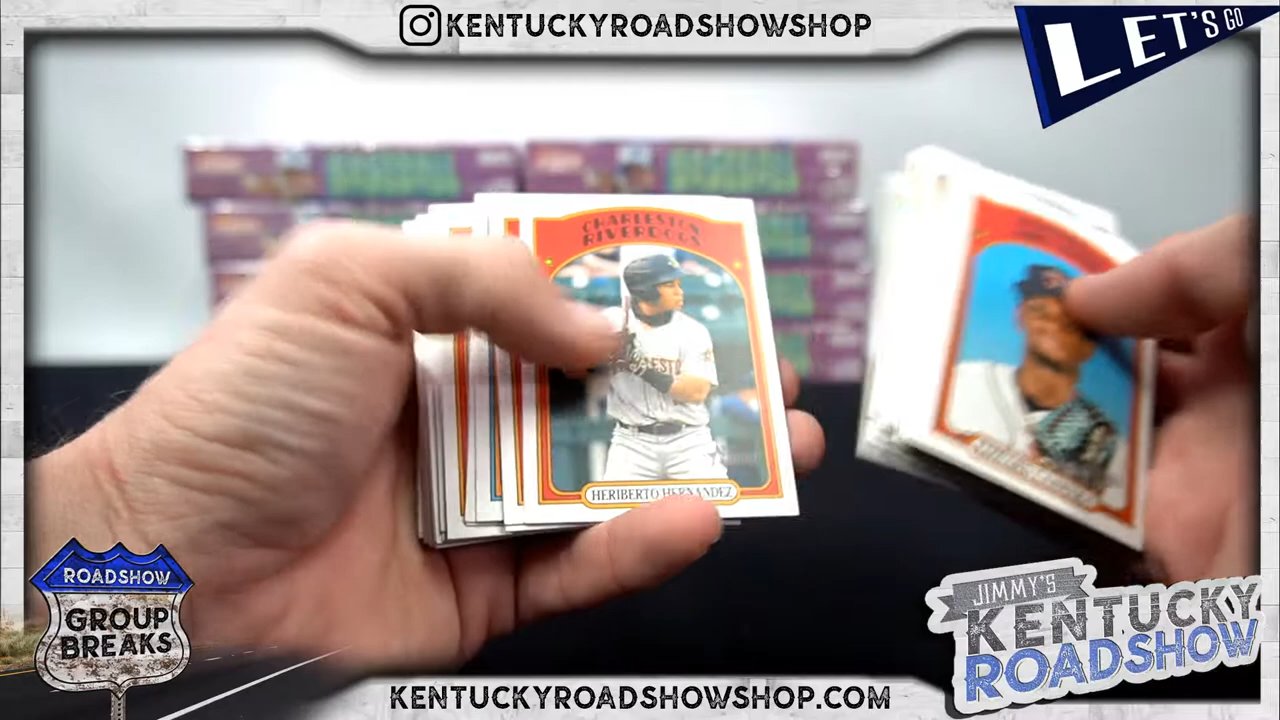 KENTUCKYROADSHOWSHOP
LET'S GO
CHARLESTON
RIVERDOGS
HERIBERTO HERNANDEZ
ROADSHOW
GROUP
BREAKS
JIMMY'S
KENTUCKY
ROADSHOW
KENTUCKYROADSHOWSHOP.COM